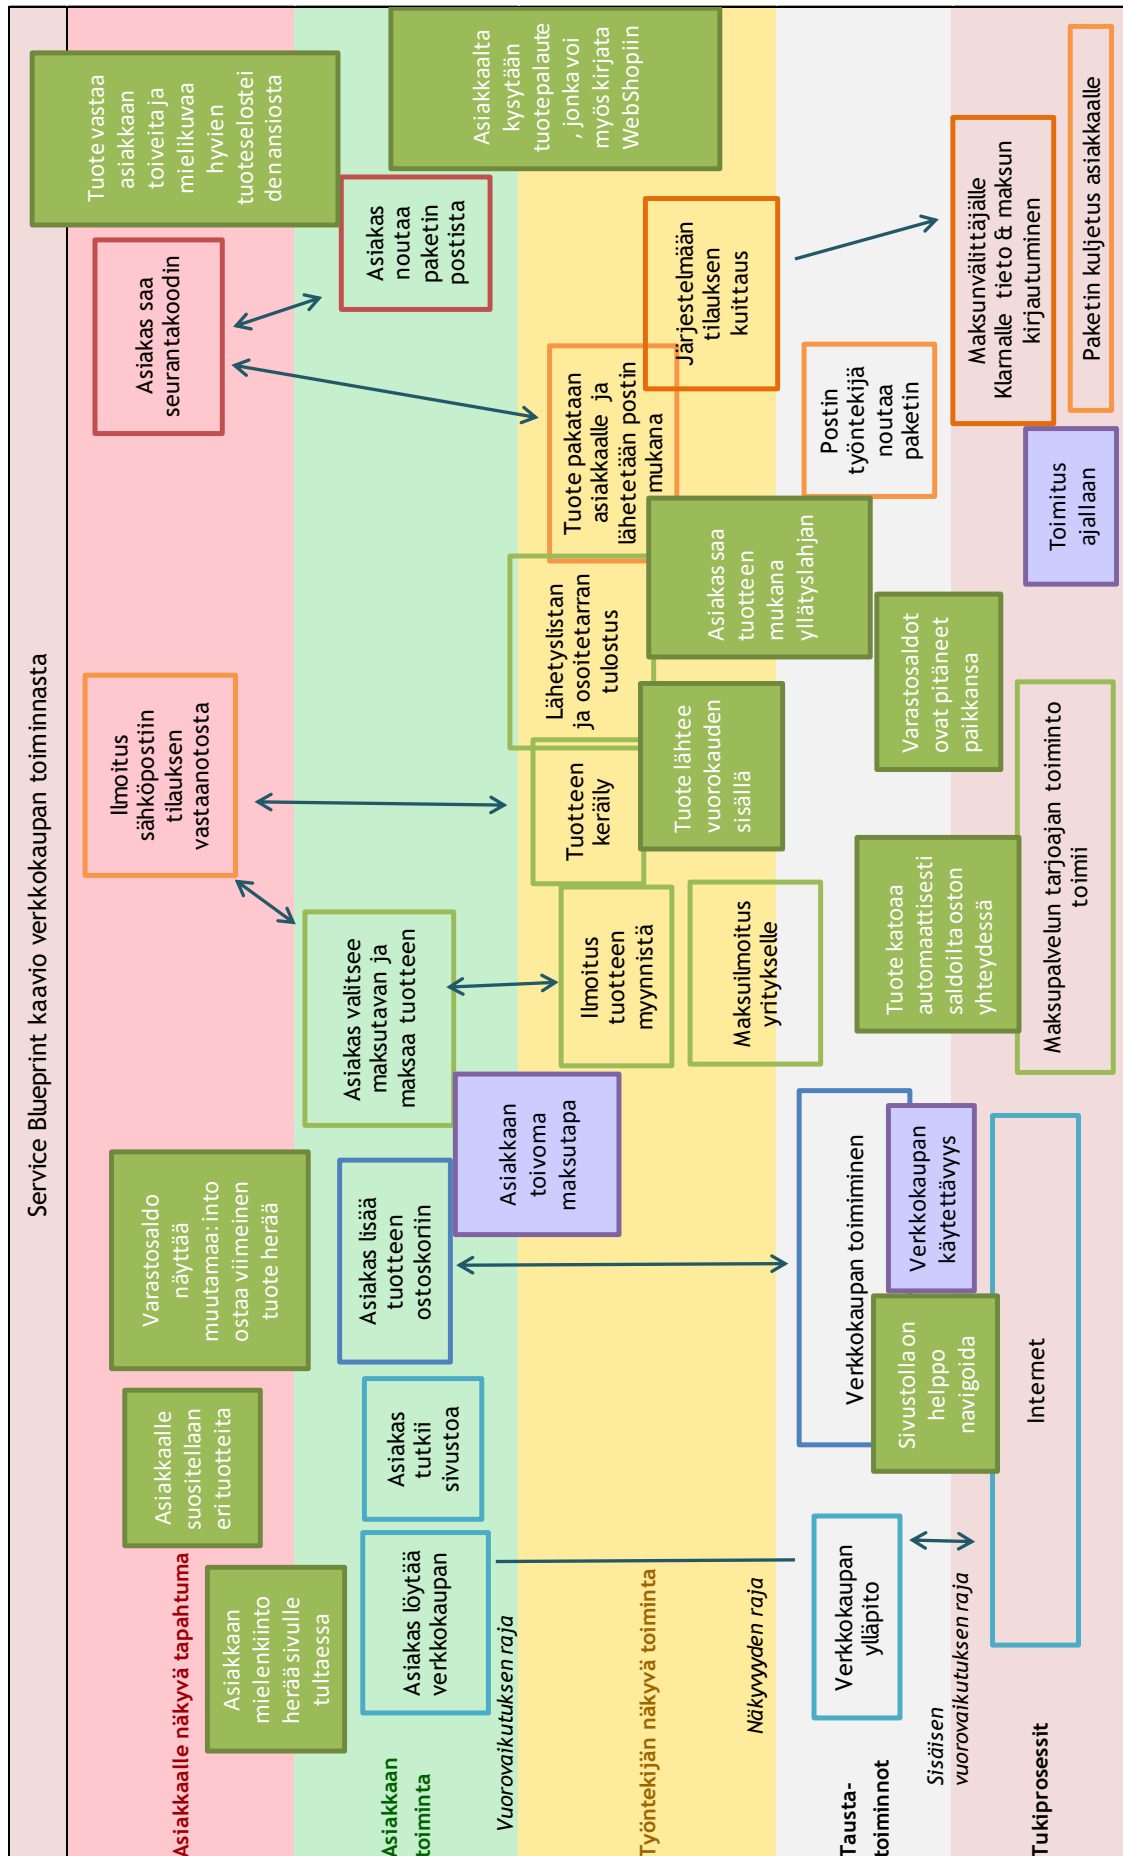 Service Blueprint kaavio verkkokaupan toiminnasta
Asiakkaalle näkyvä tapahtuma
Asiakkaan
mielenkiinto
herää sivulle
tultaessa
Asiakkaalle
suositellaan
eri tuotteita
Varastosaldo
näyttää
muutamaa: into
ostaa viimeinen
tuote herää
Ilmoitus
sähköpostiin
tilauksen
vastaanotosta
Asiakas saa
seurantakoodin
Tuote vastaa
asiakkaan
toiveita ja
mielikuvaa
hyvien
tuoteselostei
den ansiosta
Asiakkaan
toiminta
Asiakas löytää
verkkokaupan
Asiakas
tutkii
sivustoa
Asiakas lisää
tuotteen
ostoskoriin
Asiakas valitsee
maksutavan ja
maksaa tuotteen
Asiakas
noutaa
paketin
postista
Asiakkaalta
kysytään
tuotepalaute
, jonka voi
myös kirjata
WebShopiin
Vuorovaikutuksen raja
Asiakkaan
toivoma
maksutapa
Työntekijän näkyvä toiminta
Ilmoitus
tuotteen
myynnistä
Maksuilmoitus
yritykselle
Tuotteen
keräily
Lähetyslistan
ja osoitetarran
tulostus
Tuote lähtee
vuorokauden
sisällä
Tuote pakataan
asiakkaalle ja
lähetetään postin
mukana
Asiakas saa
tuotteen
mukana
yllätyslahjan
Järjestelmään
tilauksen
kuittaus
Näkyvyyden raja
Tausta-
toiminnot
Verkkokaupan
ylläpito
Verkkokaupan toimiminen
Sivustolla on
helppo
navigoida
Verkkokaupan
käytettävyys
Tuote katoaa
automaattisesti
saldoilta oston
yhteydessä
Varastosaldot
ovat pitäneet
paikkansa
Postin
työntekijä
noutaa
paketin
Sisäisen
vuorovaikutuksen raja
Tukiprosessit
Internet
Maksupalvelun tarjoajan toiminto
toimii
Toimitus
ajallaan
Maksunvälittäjälle
Klarnalle tieto & maksun
kirjautuminen
Paketin kuljetus asiakkaalle